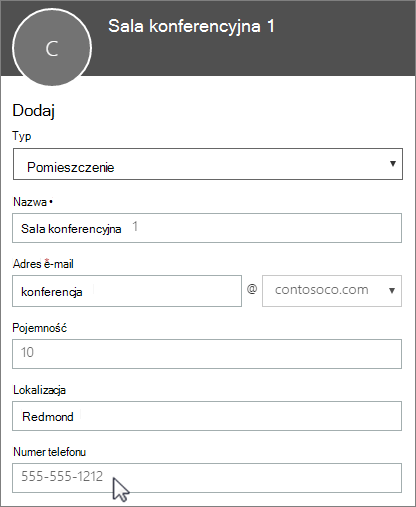 C
Sala konferencyjna 1
Dodaj
Typ
Pomieszczenie
Nazwa •
Sala konferencyjna 1
Adres ē-mail
konferencja @ contosoco.com
Pojemność
10
Lokalizacja
Redmond
Numer telefonu
555-555-1212